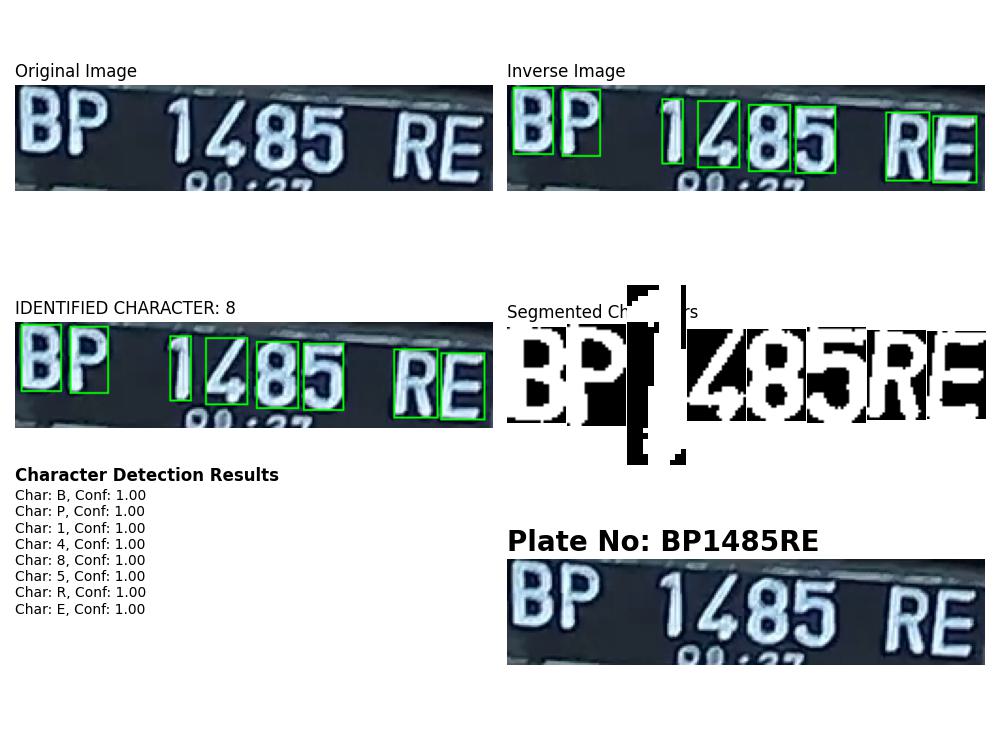 Original Image
BP 1485 RE
Inverse Image
BP 1485 RE
IDENTIFIED CHARACTER: 8
BP 1485 RE
Segmented Ch rs
BP1485RE
Character Detection Results
Char: B, Conf: 1.00
Char: P, Conf: 1.00
Char: 1, Conf: 1.00
Char: 4, Conf: 1.00
Char: 8, Conf: 1.00
Char: 5, Conf: 1.00
Char: R, Conf: 1.00
Char: E, Conf: 1.00
Plate No: BP1485RE
BP 1485 RE